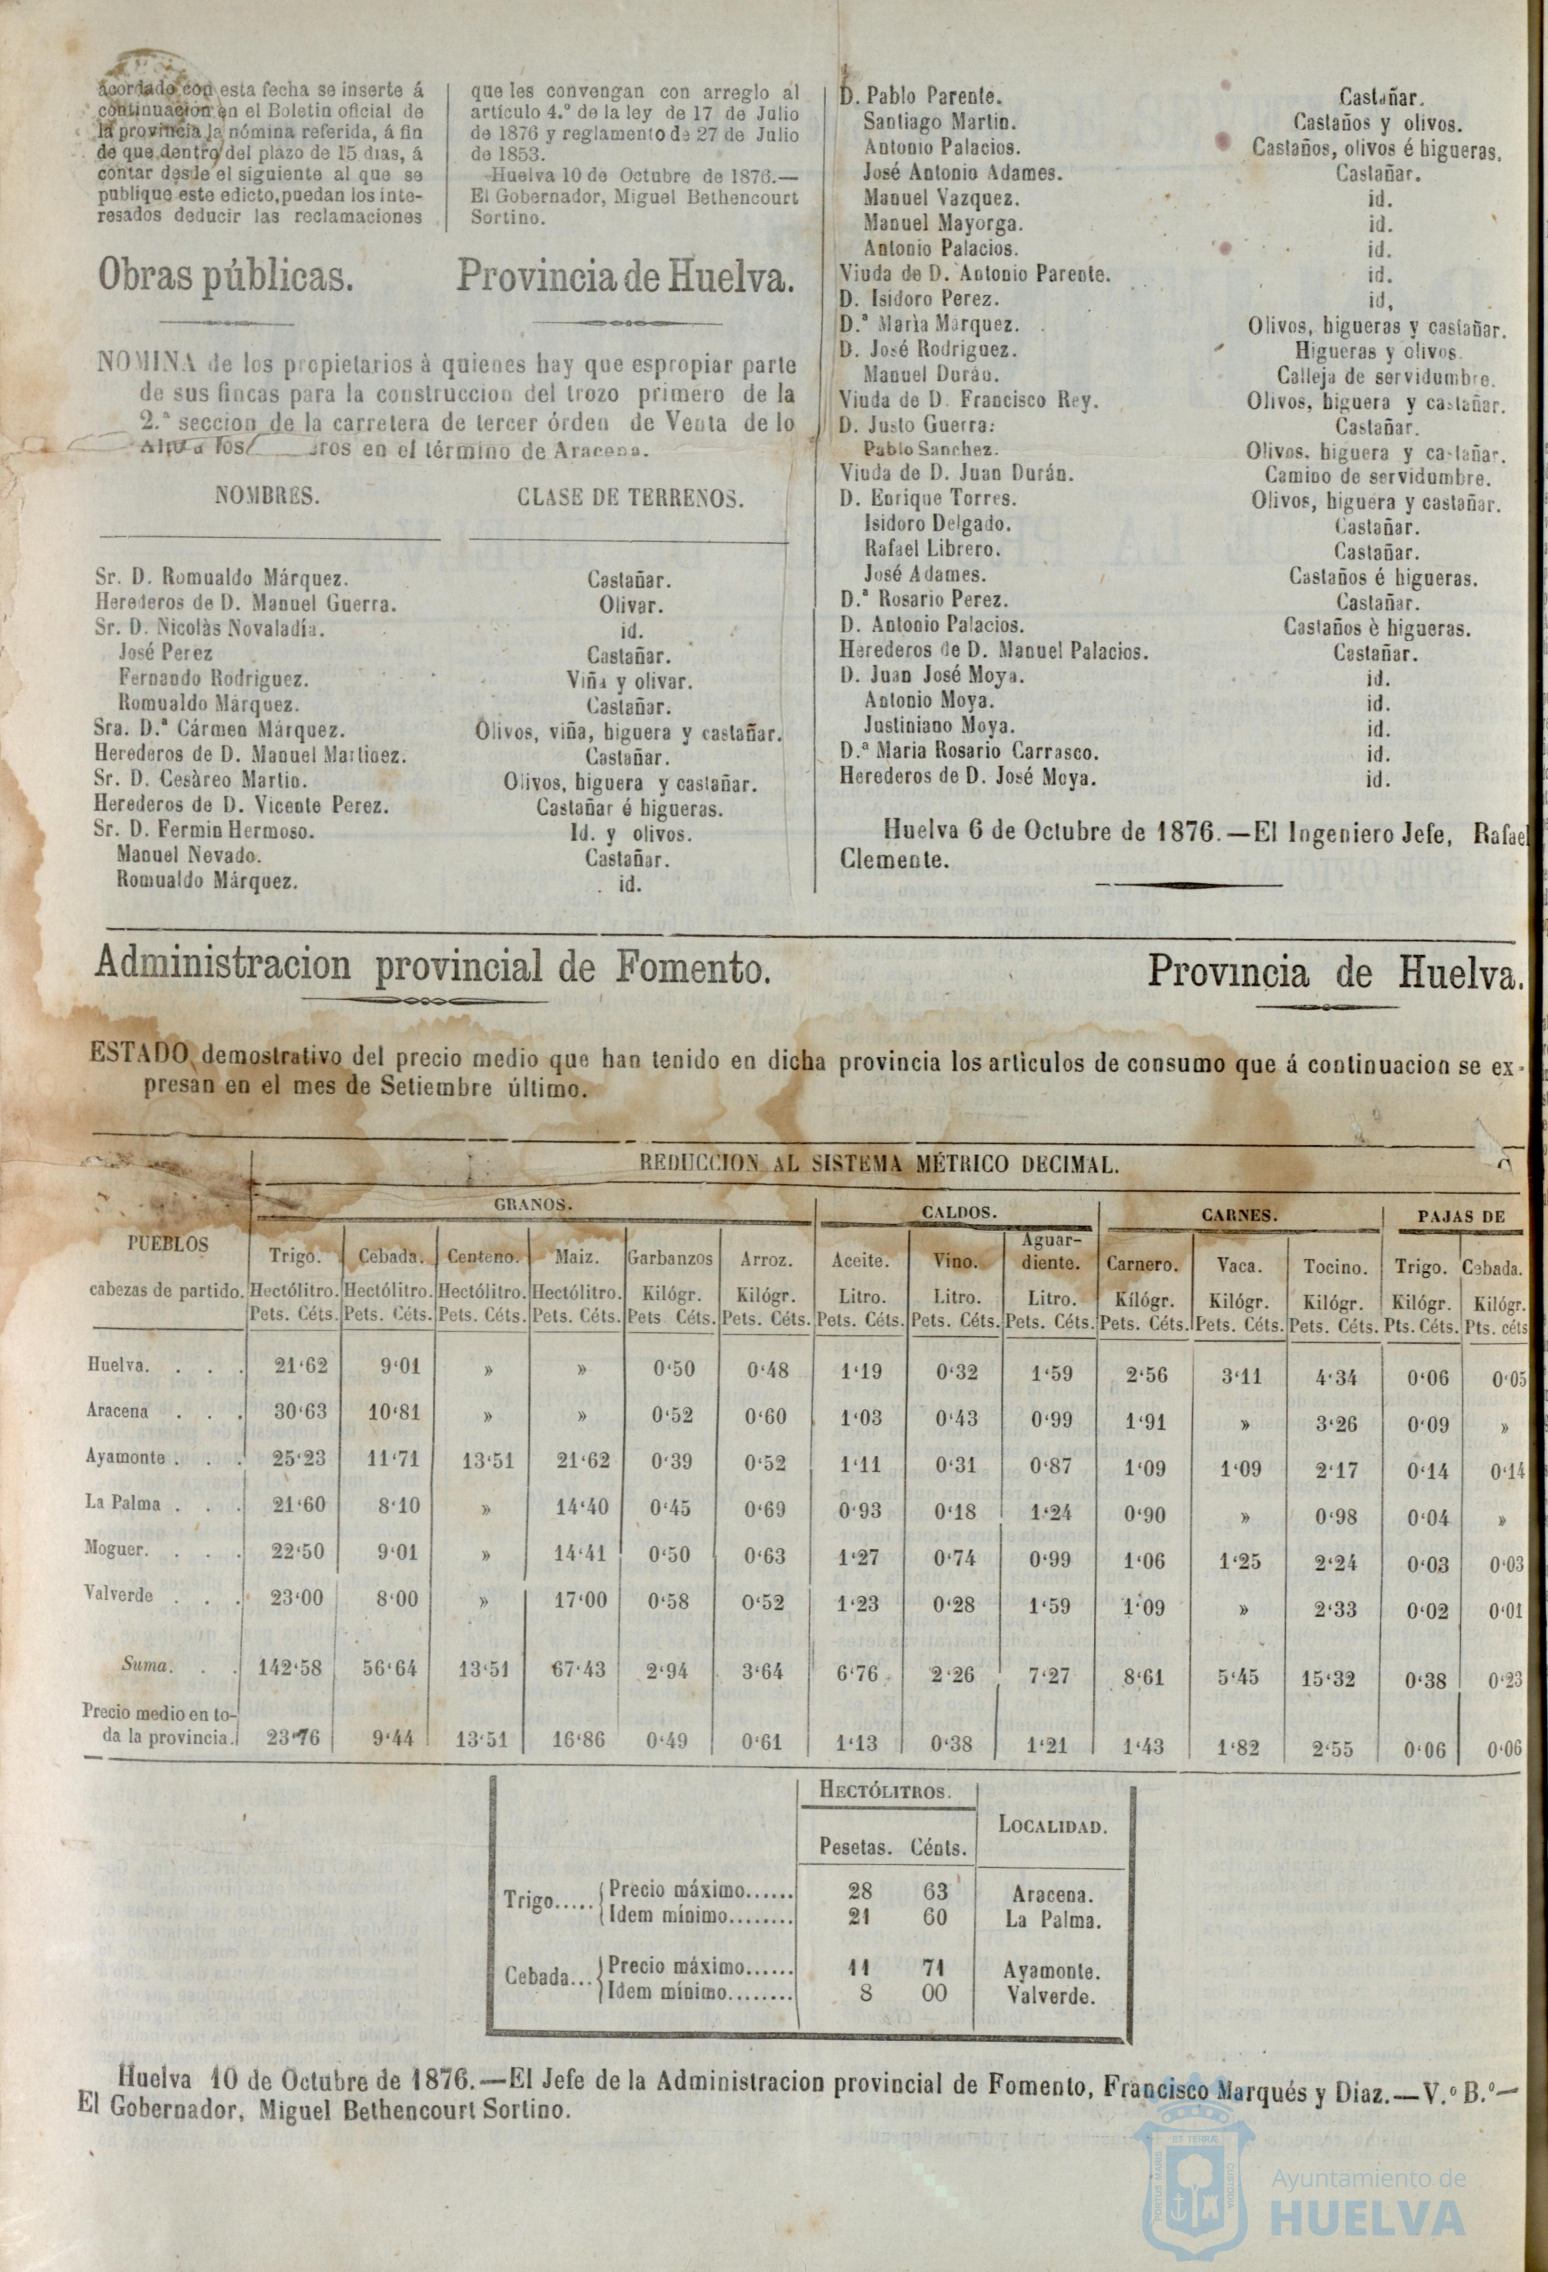 acordado con esta fecha se inserte á
continuacion en el Boletin oficial de
la provincia la nómina referida, á fin
de que dentro del plazo de 15 dias, á
contar desde el siguiente al que se
publique este edicto, puedan los inte-
resados deducir las reclamaciones
que les convengan con arreglo al
artículo 4.º de la ley de 17 de Julio
de 1876 y reglamento de 27 de Julio
de 1853.
Huelva 10 de Octubre de 1876.—
El Gobernador, Miguel Bethencourt
Sortino.
Obras públicas. Provincia de Huelva.
NOMINA de los propietarios à quienes hay que espropiar parte
de sus fincas para la construccion del trozo primero de la
2.ª seccion de la carretera de tercer órden de Venta de lo
Alto á los eros en el término de Aracena.
NOMBRES. CLASE DE TERRENOS.
Sr. D. Romualdo Márquez. Castañar.
Herederos de D. Manuel Guerra. Olivar.
Sr. D. Nicolàs Novaladía. id.
José Perez Castañar.
Fernando Rodriguez. Viña y olivar.
Romualdo Márquez. Castañar.
Sra. D.ª Cármen Márquez. Olivos, viña, higuera y castañar.
Herederos de D. Manuel Martinez. Castañar.
Sr. D. Cesàreo Martin. Olivos, higuera y castañar.
Herederos de D. Vicente Perez. Castañar é higueras.
Sr. D. Fermin Hermoso. Id. y olivos.
Manuel Nevado. Castañar.
Romualdo Márquez. id.
D. Pablo Parente. Castañar.
Santiago Martin. Castaños y olivos.
Antonio Palacios. Castaños, olivos é higueras.
José Antonio Adames. Castañar.
Manuel Vazquez. id.
Manuel Mayorga. id.
Antonio Palacios. id.
Viuda de D. Antonio Parente. id.
D. Isidoro Perez. id,
D.ª Marìa Márquez. Olivos, higueras y castañar.
D. José Rodriguez. Higueras y olivos.
Manuel Durán. Calleja de servidumbre.
Viuda de D. Francisco Rey. Olivos, higuera y castañar.
D. Justo Guerra: Castañar.
Pablo Sanchez. Olivos, higuera y castañar.
Viuda de D. Juan Durán. Camino de servidumbre.
D. Enrique Torres. Olivos, higuera y castañar.
Isidoro Delgado. Castañar.
Rafael Librero. Castañar.
José Adames. Castaños é higueras.
D.ª Rosario Perez. Castañar.
D. Antonio Palacios. Castaños è higueras.
Herederos de D. Manuel Palacios. Castañar.
D. Juan José Moya. id.
Antonio Moya. id.
Justiniano Moya. id.
D.ª Maria Rosario Carrasco. id.
Herederos de D. José Moya. id.
Huelva 6 de Octubre de 1876.—El Ingeniero Jefe, Rafael
Clemente.
Administracion provincial de Fomento. Provincia de Huelva.
ESTADO demostrativo del precio medio que han tenido en dicha provincia los articulos de consumo que á continuacion se ex-
presan en el mes de Setiembre último.
REDUCCION AL SISTEMA MÉTRICO DECIMAL.
GRANOS. CALDOS. CARNES. PAJAS DE
PUEBLOS
cabezas de partido.
Trigo. Cebada. Centeno. Maiz. Garbanzos Arroz. Aceite. Vino. Aguar-
diente. Carnero. Vaca. Tocino. Trigo. Cebada.
Hectólitro. Hectólitro. Hectólitro. Hectólitro. Kilógr. Kilógr. Litro. Litro. Litro. Kílógr. Kilógr. Kilógr. Kilógr. Kilógr.
Pets. Céts. Pets. Céts. Pets. Céts. Pets. Céts. Pets Céts. Pets. Céts. Pets. Céts. Pets. Céts. Pets. Céts. Pets. Céts. Pets. Céts. Pets. Céts. Pts. Céts. Pts. céts
Huelva. . . . 21‘62 9‘01 » » 0‘50 0‘48 1‘19 0‘32 1‘59 2‘56 3‘11 4‘34 0‘06 0‘05
Aracena . . . 30‘63 10‘81 » » 0‘52 0‘60 1‘03 0‘43 0‘99 1‘91 » 3‘26 0‘09 »
Ayamonte . . . 25‘23 11‘71 13‘51 21‘62 0‘39 0‘52 1‘11 0‘31 0‘87 1‘09 1‘09 2‘17 0‘14 0‘14
La Palma . . . 21‘60 8‘10 » 14‘40 0‘45 0‘69 0‘93 0‘18 1‘24 0‘90 » 0‘98 0‘04 »
Moguer. . . . 22‘50 9‘01 » 14‘41 0‘50 0‘63 1‘27 0‘74 0‘99 1‘06 1‘25 2‘24 0‘03 0‘03
Valverde . . . 23‘00 8‘00 » 17‘00 0‘58 0‘52 1‘23 0‘28 1‘59 1‘09 » 2‘33 0‘02 0‘01
Suma. . . 142‘58 56‘64 13‘51 67‘43 2‘94 3‘64 6‘76 2‘26 7‘27 8‘61 5‘45 15‘32 0‘38 0‘23
Precio medio en to-
da la provincia. 23‘76 9‘44 13‘51 16‘86 0‘49 0‘61 1‘13 0‘38 1‘21 1‘43 1‘82 2‘55 0‘06 0‘06
HECTÓLITROS. LOCALIDAD.
Pesetas. Cénts.
Trigo..... Precio máximo...... 28 63 Aracena.
Idem mínimo........ 21 60 La Palma.
Cebada... Precio máximo...... 11 71 Ayamonte.
Idem mínimo........ 8 00 Valverde.
Huelva 10 de Octubre de 1876.—El Jefe de la Administracion provincial de Fomento, Francisco Marqués y Diaz.—V.º B.º—
El Gobernador, Miguel Bethencourt Sortino.
PORTUS MARIS ET TERRÆ CUSTODIA
Ayuntamiento de
HUELVA